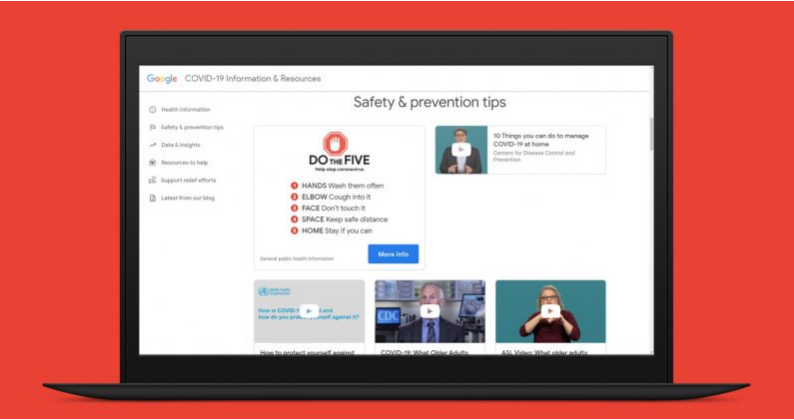 Google COVID-19 Information & Resources
Health information
Safety & prevention tips
Data & insights
Resources to help
Support relief efforts
Latest from our blog
Safety & prevention tips
DO THE FIVE
Help stop coronavirus
1 HANDS Wash them often
2 ELBOW Cough into it
3 FACE Don't touch it
4 SPACE Keep safe distance
5 HOME Stay if you can
General public health information
More info
10 Things you can do to manage
COVID-19 at home
Centers for Disease Control and
Prevention
World Health
Organization
How is COVID-1 and
how do you protect yourself against it?
CDC
How to protect yourself against
COVID-19: What Older Adults
ASL Video: What older adults